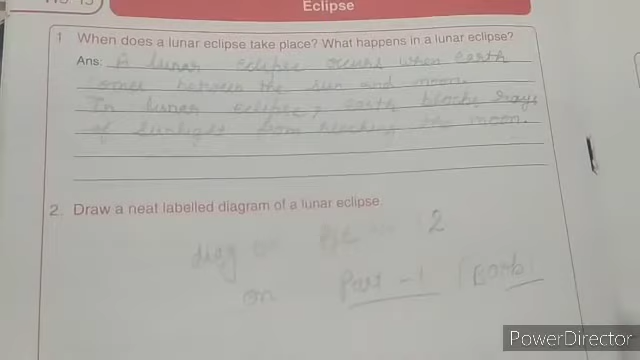 Eclipse
1 When does a lunar eclipse take place? What happens in a lunar eclipse?
Ans: A lunar eclipse occurs when earth
comes between the sun and moon.
In lunar eclipse, earth blocks rays
of sunlight from the moon.
2. Draw a neat labelled diagram of a lunar eclipse.
diag on 2
on Part - 1
PowerDirector